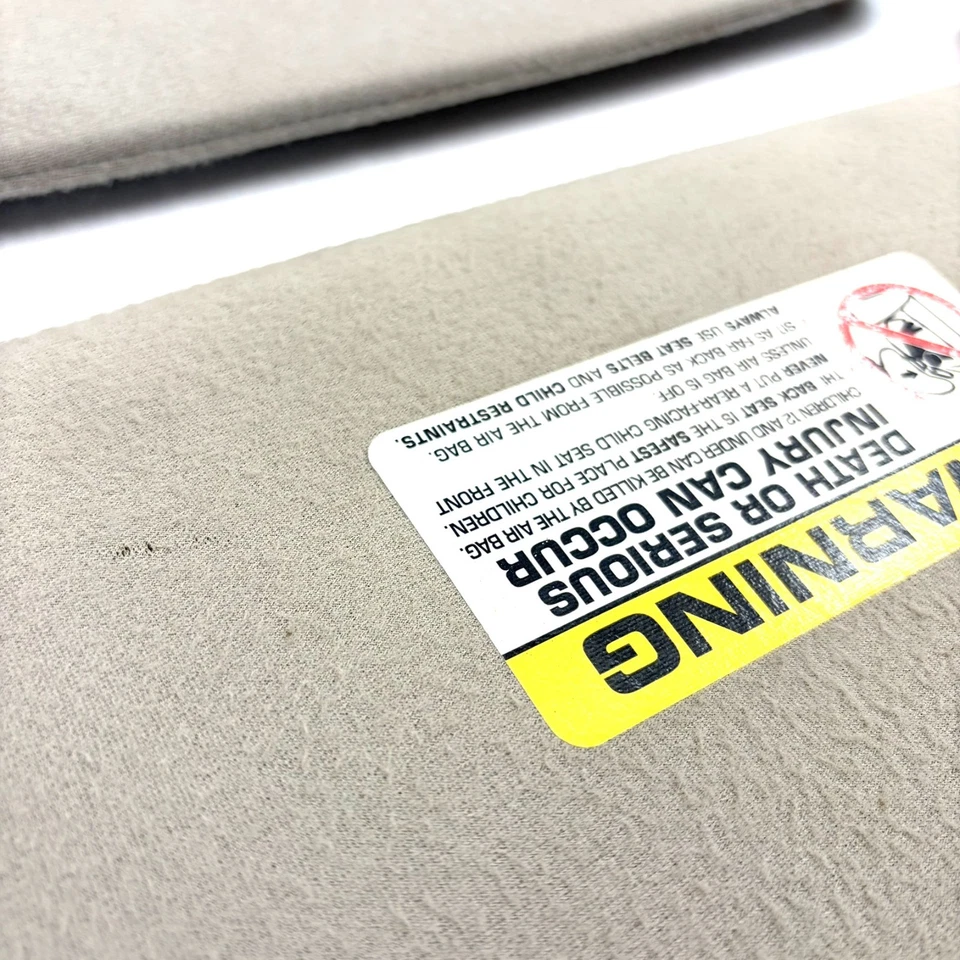 WARNING
DEATH OR SERIOUS
INJURY CAN OCCUR
CHILDREN 12 AND UNDER CAN BE KILLED BY THE AIR BAG.
THE BACK SEAT IS THE SAFEST PLACE FOR CHILDREN.
NEVER PUT A REAR-FACING CHILD SEAT IN THE FRONT
UNLESS AIR BAG IS OFF.
SIT AS FAR BACK AS POSSIBLE FROM THE AIR BAG.
ALWAYS USE SEAT BELTS AND CHILD RESTRAINTS.